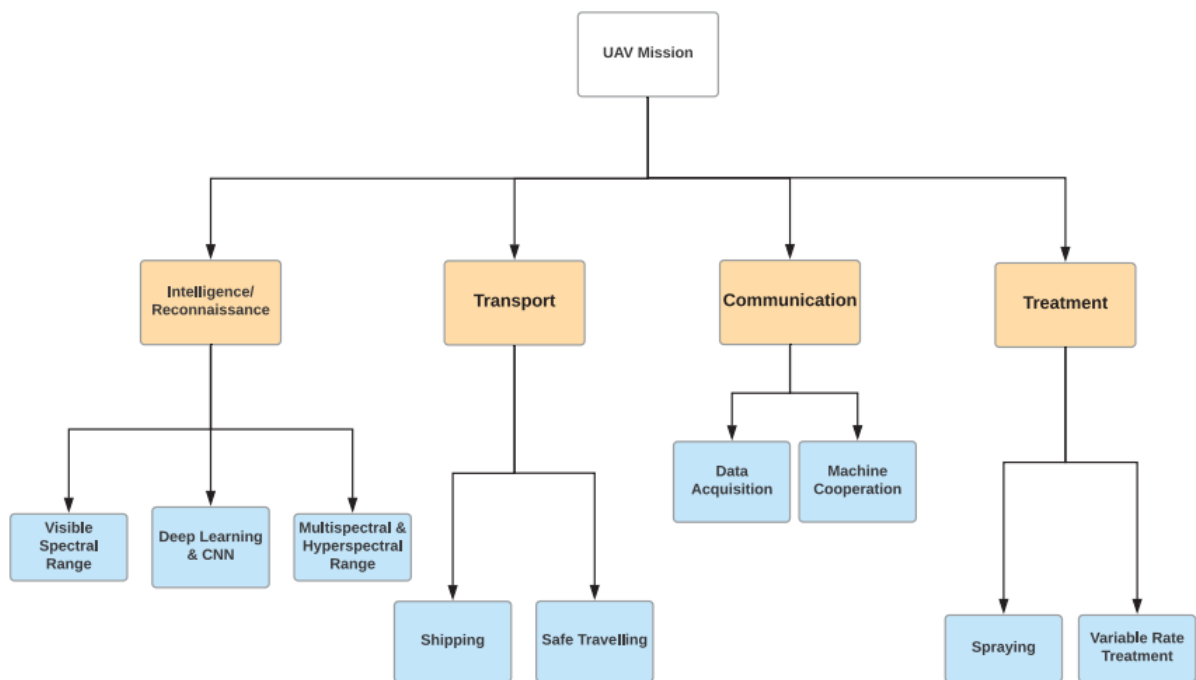 UAV Mission
Intelligence/
Reconnaissance
Transport
Communication
Treatment
Visible
Spectral
Range
Deep Learning
& CNN
Multispectral &
Hyperspectral
Range
Shipping
Safe Travelling
Data
Acquisition
Machine
Cooperation
Spraying
Variable Rate
Treatment